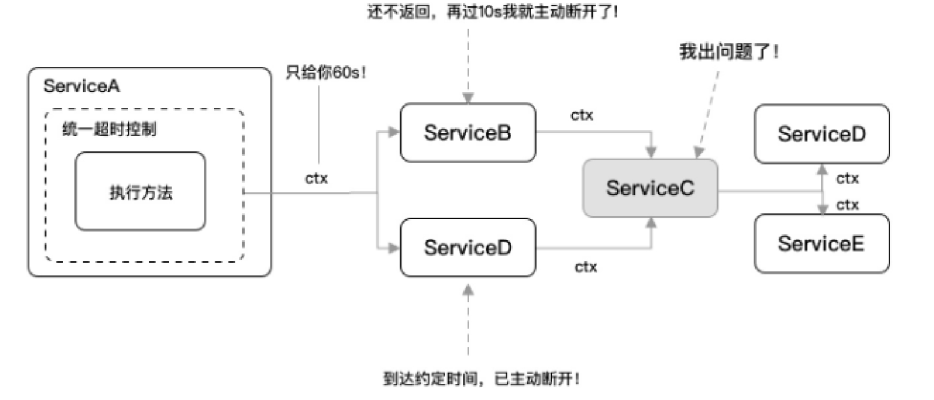 还不返回，再过10s我就主动断开了!
我出问题了!
只给你60s!
ServiceA
统一超时控制
执行方法
ctx
ServiceB
ctx
ServiceD
ctx
ServiceC
ServiceD
ctx
ctx
ServiceE
到达约定时间，已主动断开!